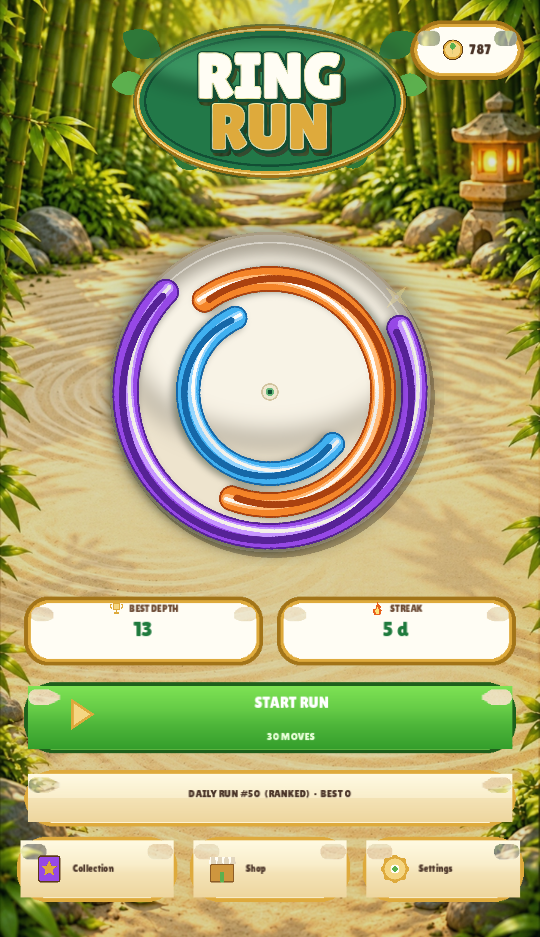 RING
RUN
787
BEST DEPTH
13
STREAK
5 d
START RUN
30 MOVES
DAILY RUN #50 (RANKED) · BEST 0
Collection
Shop
Settings